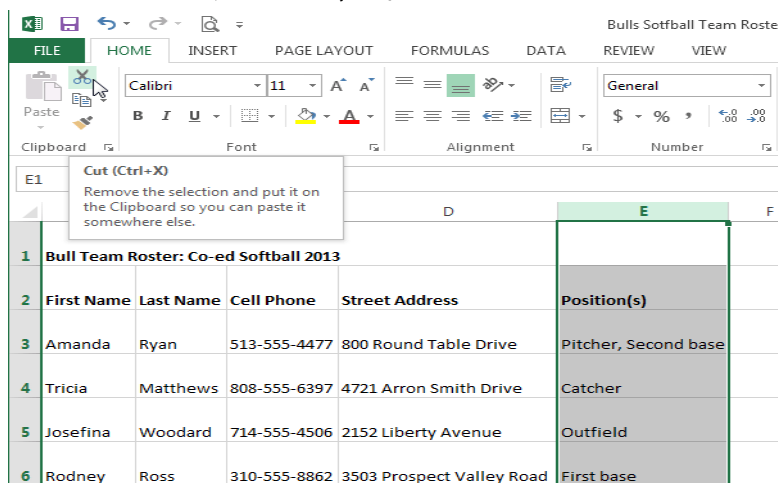 Bulls Sotfball Team Roste
FILE HOME INSERT PAGE LAYOUT FORMULAS DATA REVIEW VIEW
Calibri 11 A A General
Paste B I U A $ % , .0 .00 .00 .0
Clipboard Font Alignment Number
E1 Cut (Ctrl+X)
Remove the selection and put it on
the Clipboard so you can paste it
somewhere else.
D E F
1 Bull Team Roster: Co-ed Softball 2013
2 First Name Last Name Cell Phone Street Address Position(s)
3 Amanda Ryan 513-555-4477 800 Round Table Drive Pitcher, Second base
4 Tricia Matthews 808-555-6397 4721 Arron Smith Drive Catcher
5 Josefina Woodard 714-555-4506 2152 Liberty Avenue Outfield
6 Rodney Ross 310-555-8862 3503 Prospect Valley Road First base